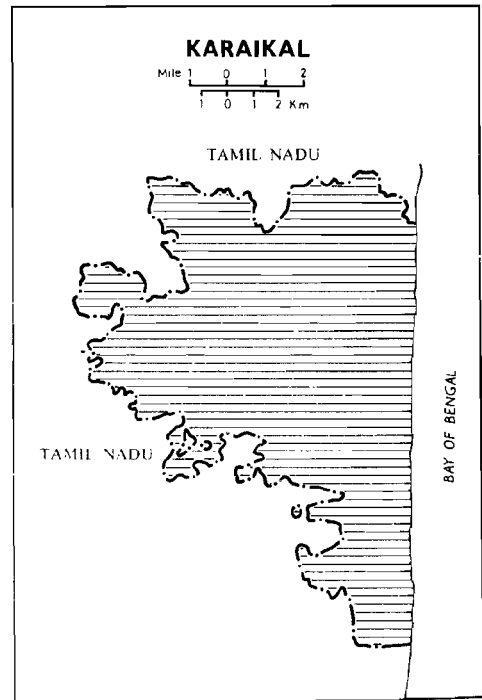 KARAIKAL
Mile 1 0 1 2
1 0 1 2 Km
TAMIL NADU
TAMIL NADU
BAY OF BENGAL